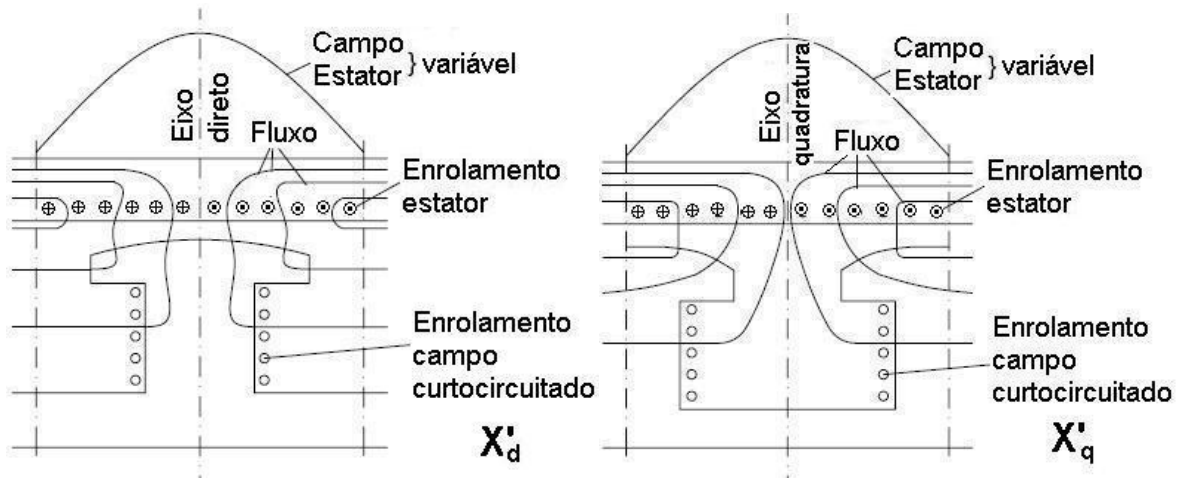 Campo
Estator } variável
Eixo
direto
Fluxo
Enrolamento
estator
Enrolamento
campo
curtocircuitado
X'd
Campo
Estator } variável
Eixo
quadratura
Fluxo
Enrolamento
estator
Enrolamento
campo
curtocircuitado
X'q